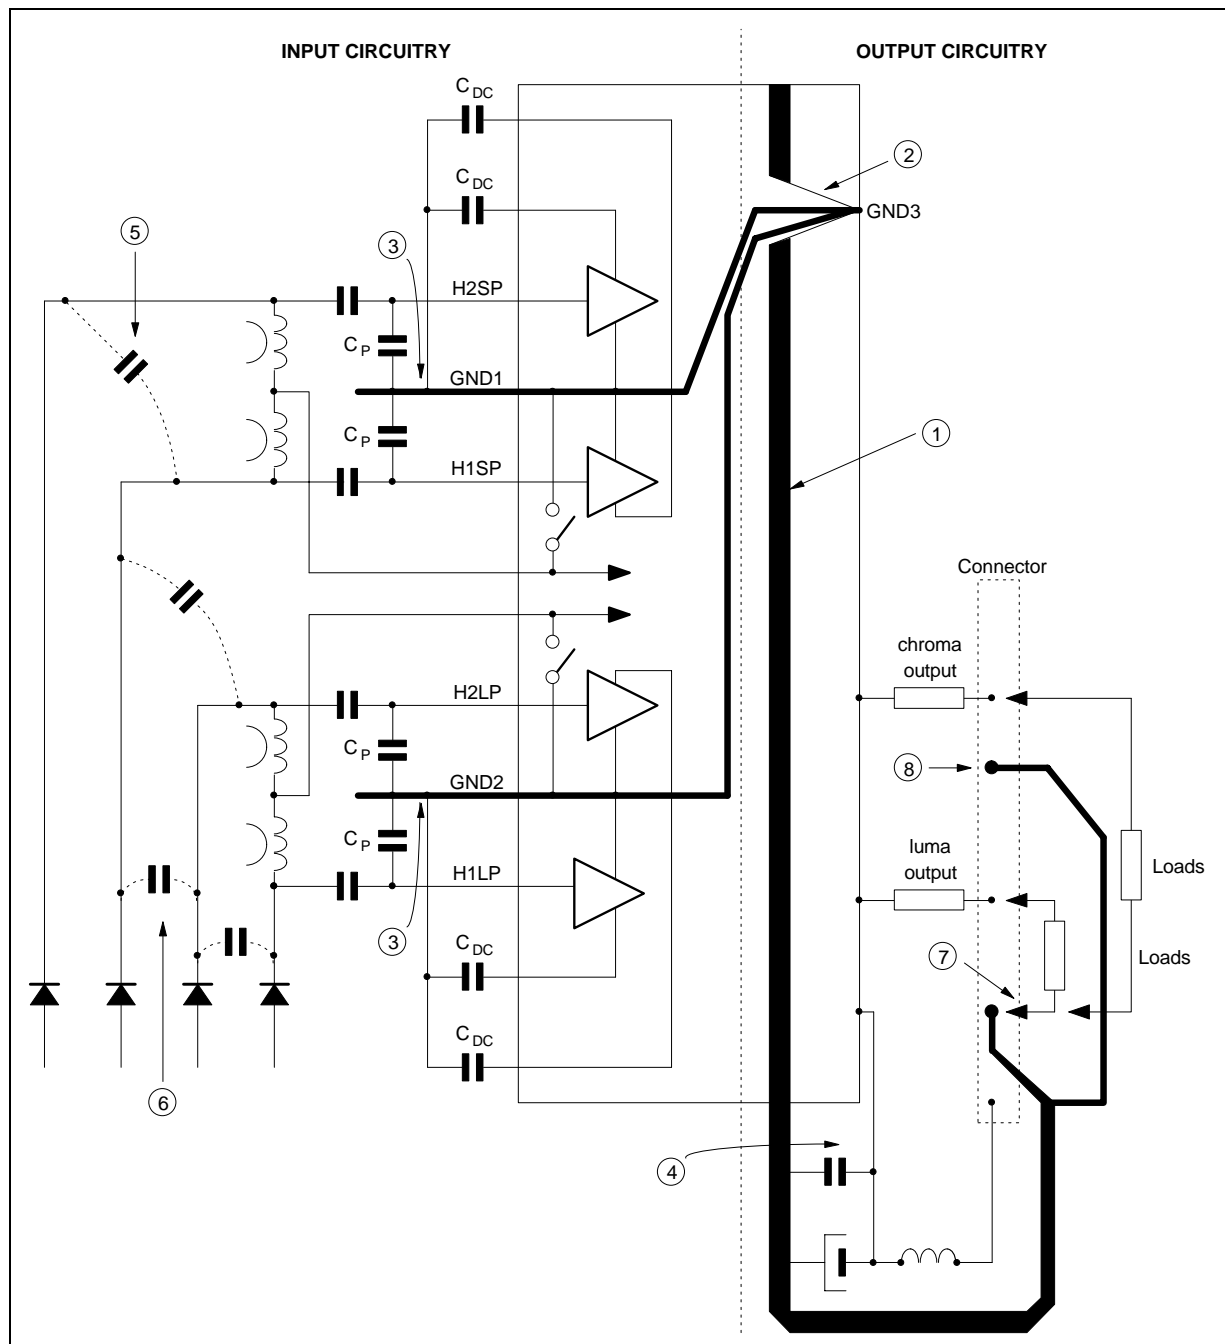 INPUT CIRCUITRY
OUTPUT CIRCUITRY
C DC
C DC
2
GND3
5
3
H2SP
C P
GND1
C P
1
H1SP
Connector
chroma
output
H2LP
C P
8
GND2
C P
luma
output
Loads
H1LP
3
C DC
7
Loads
C DC
6
4